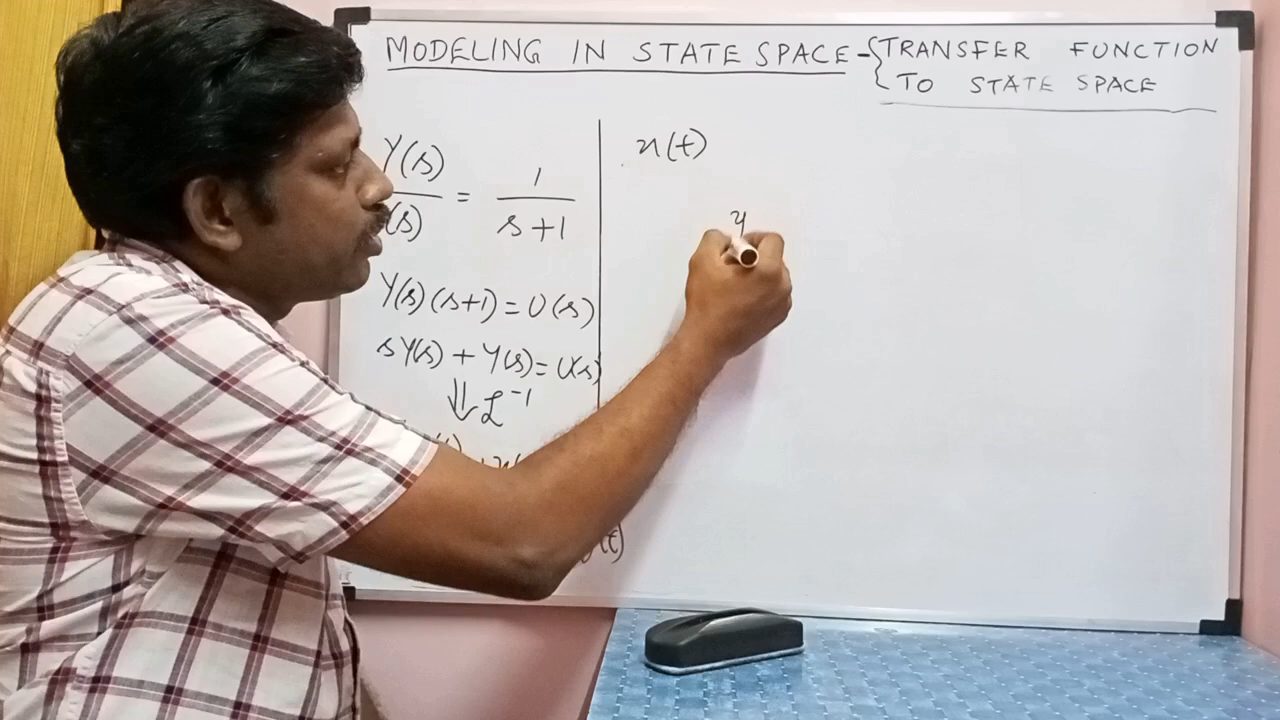 MODELING IN STATE SPACE - { TRANSFER FUNCTION
TO STATE SPACE
Y(s)
(s)
= 1
s+1
Y(s)(s+1)=U(s)
sY(s) + Y(s)=U(s)
⇓ ℒ⁻¹
(t)
x(t)
y